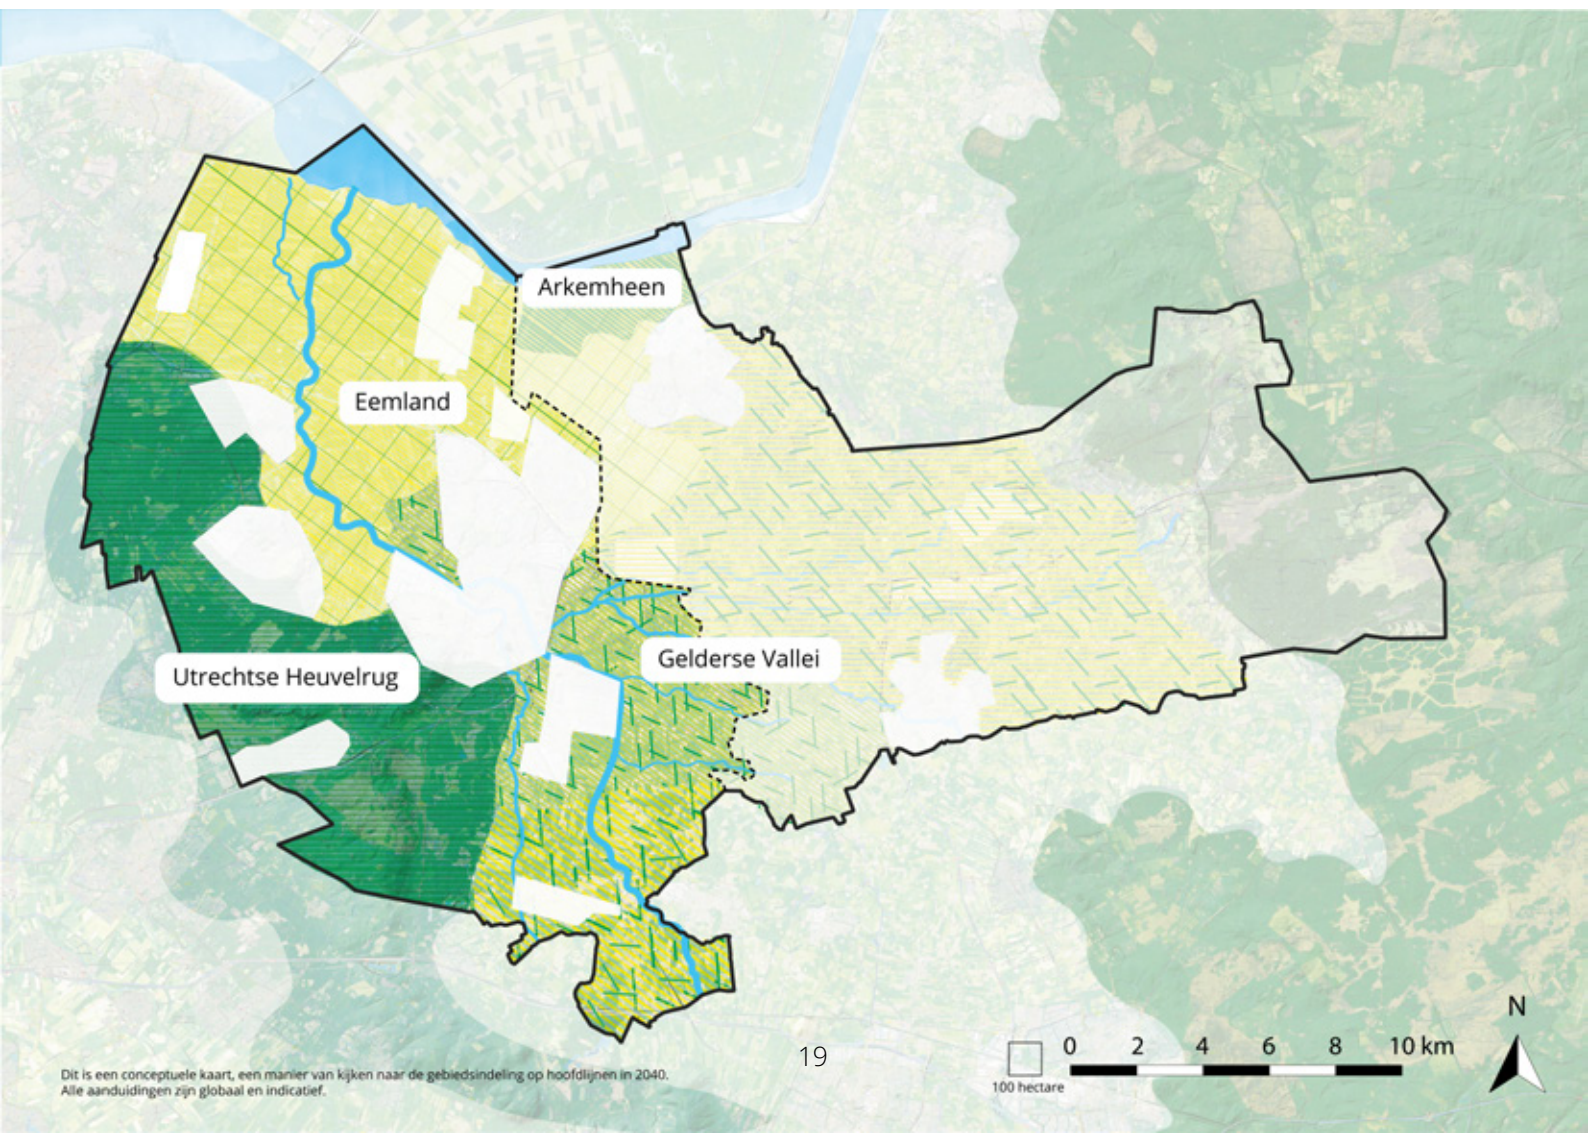 Arkemheen
Eemland
Gelderse Vallei
Utrechtse Heuvelrug
N
0 2 4 6 8 10 km
19
100 hectare
Dit is een conceptuele kaart, een manier van kijken naar de gebiedsindeling op hoofdlijnen in 2040.
Alle aanduidingen zijn globaal en indicatief.